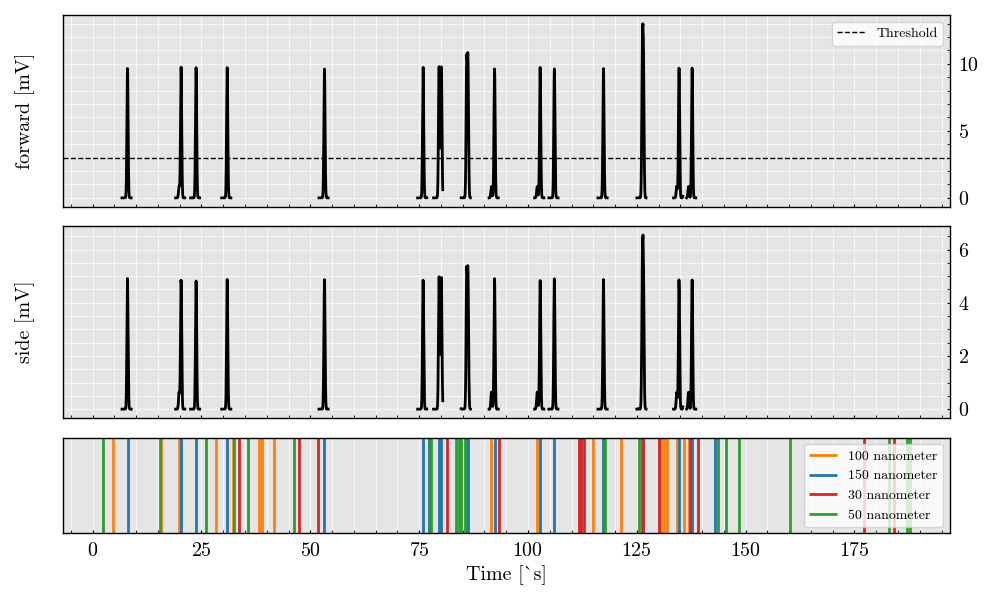 forward [mV]
Threshold
10
5
0
side [mV]
6
4
2
0
100 nanometer
150 nanometer
30 nanometer
50 nanometer
0 25 50 75 100 125 150 175
Time [`s]